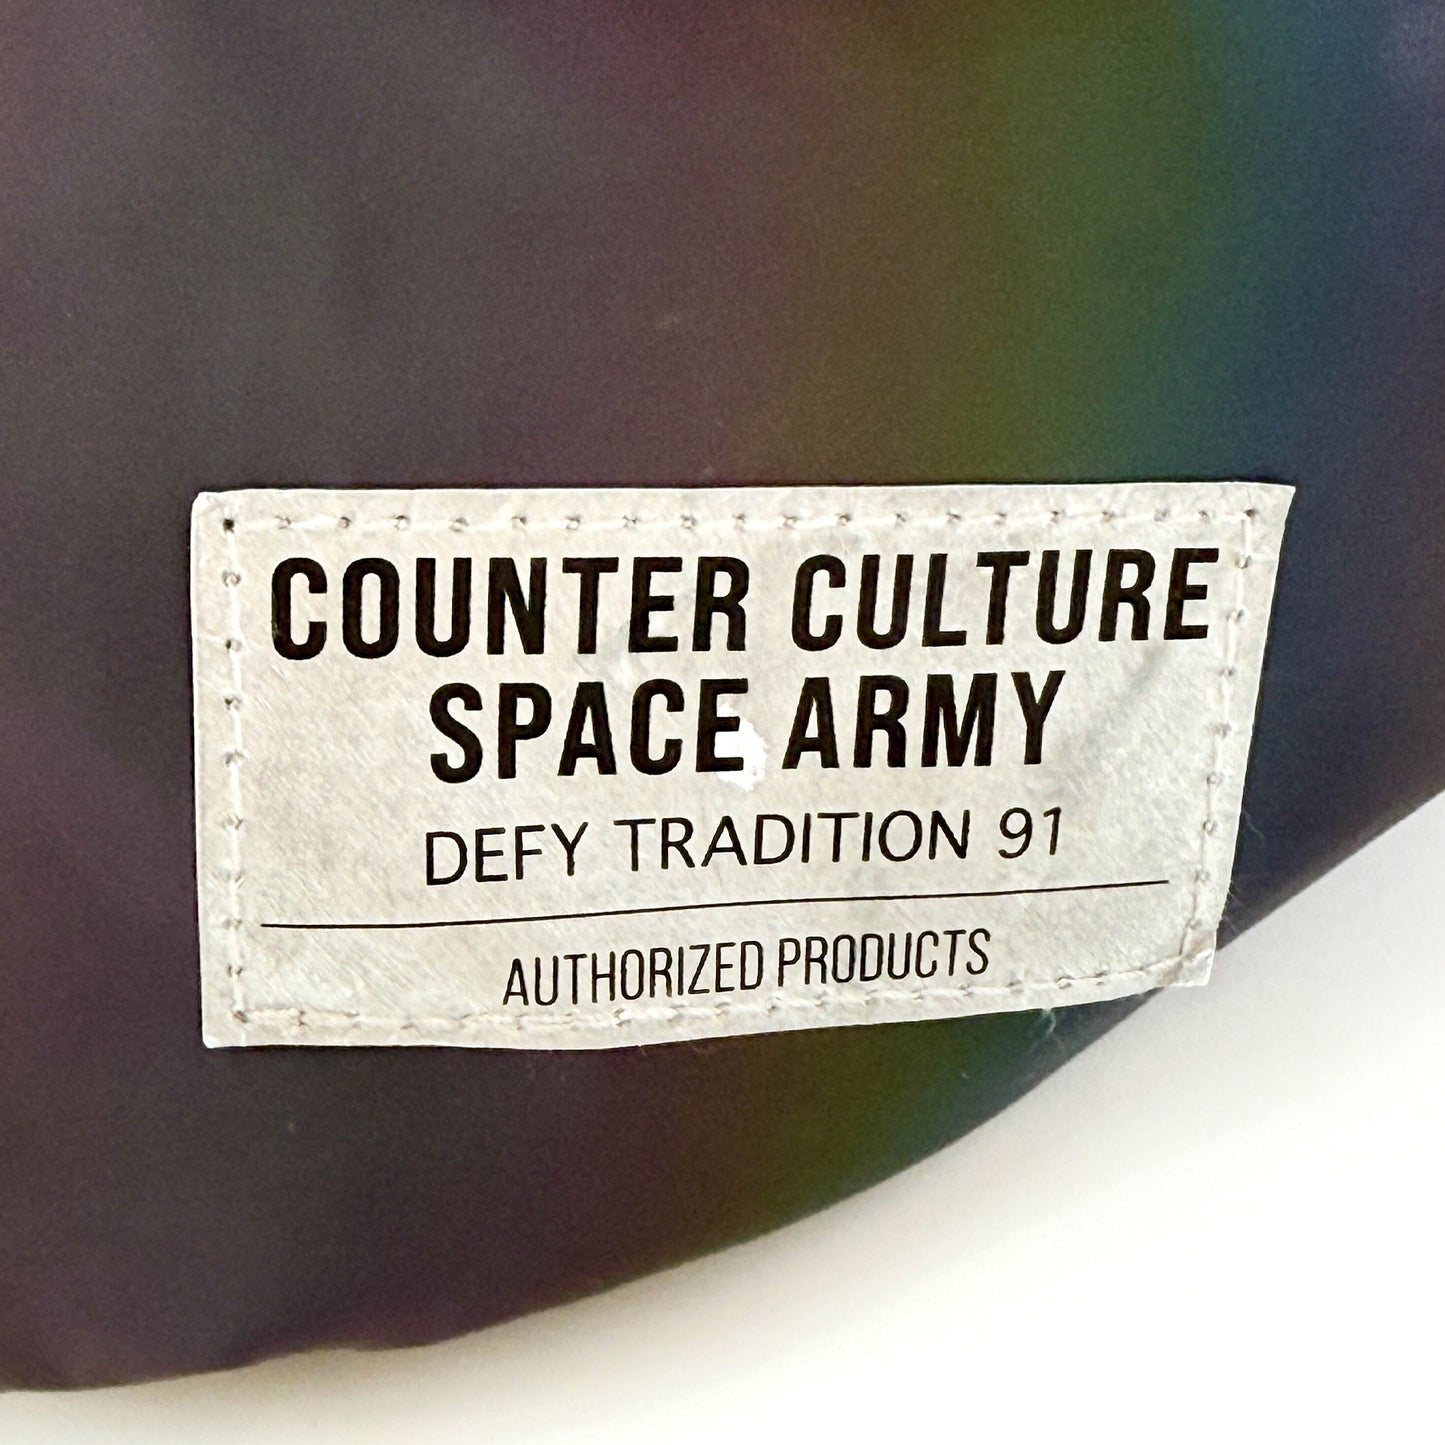 COUNTER CULTURE
SPACE ARMY
DEFY TRADITION 91
AUTHORIZED PRODUCTS